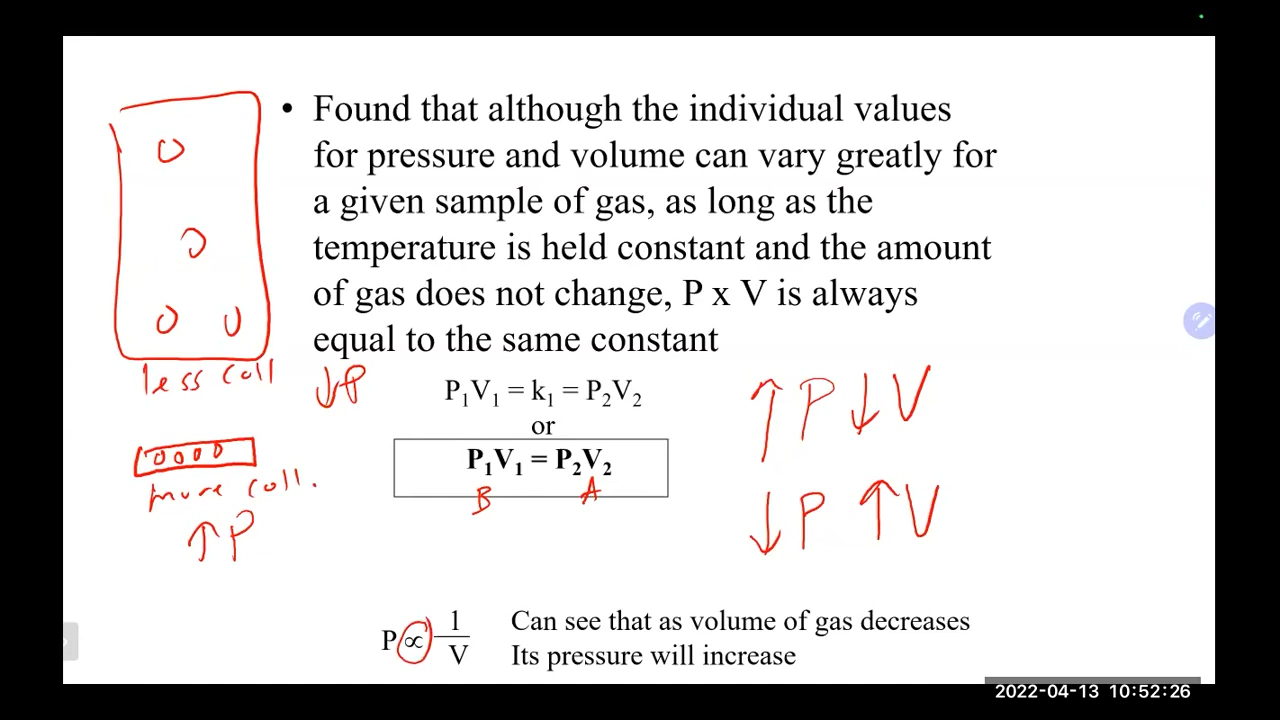 • Found that although the individual values
for pressure and volume can vary greatly for
a given sample of gas, as long as the
temperature is held constant and the amount
of gas does not change, P x V is always
equal to the same constant
less coll
↓P
P₁V₁ = k₁ = P₂V₂
or
P₁V₁ = P₂V₂
B A
more coll.
↑P
↑P ↓V
↓P ↑V
P ∝ 1/V
Can see that as volume of gas decreases
Its pressure will increase
2022-04-13 10:52:26